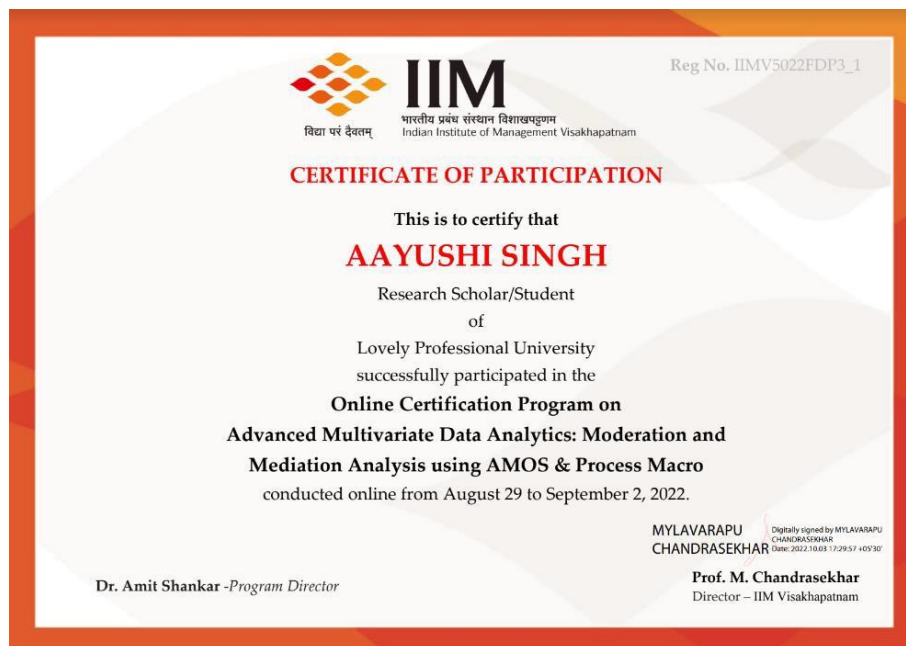 Reg No. IIMV5022FDP3_1
IIM
विद्या परं दैवतम्
भारतीय प्रबंध संस्थान विशाखपट्टणम
Indian Institute of Management Visakhapatnam
CERTIFICATE OF PARTICIPATION
This is to certify that
AAYUSHI SINGH
Research Scholar/Student
of
Lovely Professional University
successfully participated in the
Online Certification Program on
Advanced Multivariate Data Analytics: Moderation and
Mediation Analysis using AMOS & Process Macro
conducted online from August 29 to September 2, 2022.
MYLAVARAPU
CHANDRASEKHAR
Digitally signed by MYLAVARAPU
CHANDRASEKHAR
Date: 2022.10.03 17:29:57 +05'30'
Dr. Amit Shankar -Program Director
Prof. M. Chandrasekhar
Director – IIM Visakhapatnam